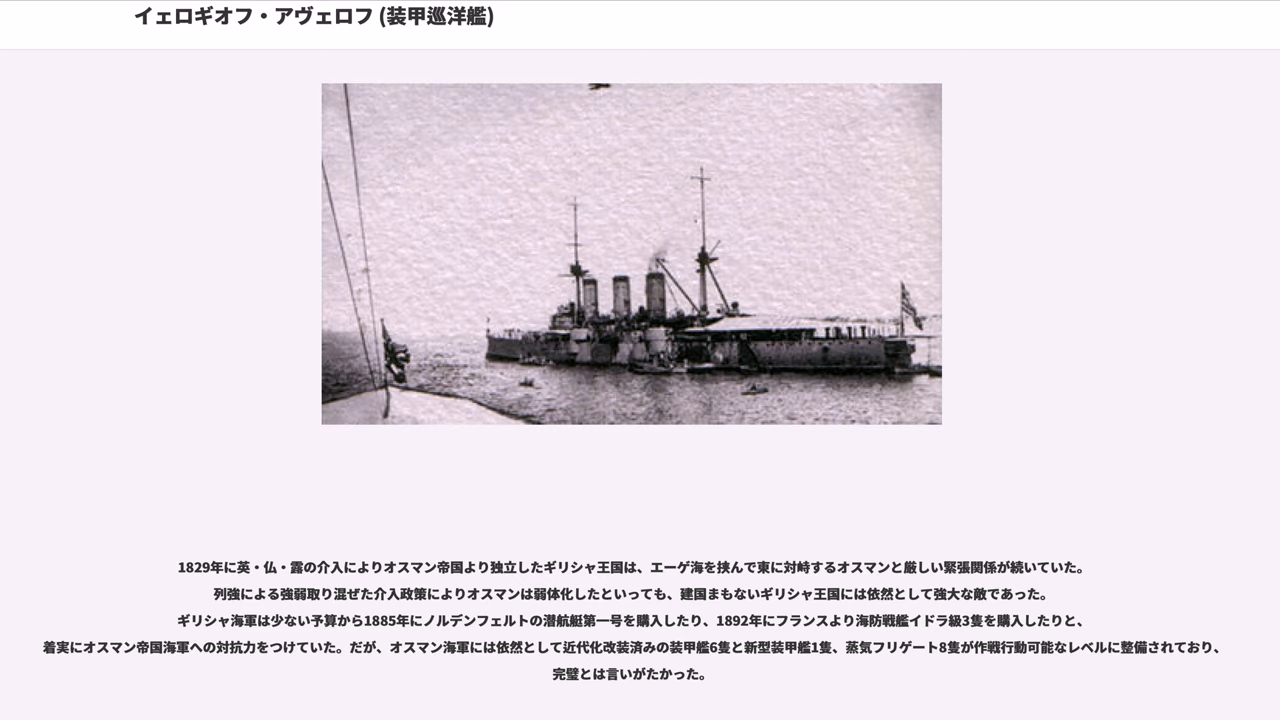 イェロギオフ・アヴェロフ (装甲巡洋艦)
1829年に英・仏・露の介入によりオスマン帝国より独立したギリシャ王国は、エーゲ海を挟んで東に対峙するオスマンと厳しい緊張関係が続いていた。
列強による強弱取り混ぜた介入政策によりオスマンは弱体化したといっても、建国まもないギリシャ王国には依然として強大な敵であった。
ギリシャ海軍は少ない予算から1885年にノルデンフェルトの潜航艇第一号を購入したり、1892年にフランスより海防戦艦イドラ級3隻を購入したりと、
着実にオスマン帝国海軍への対抗力をつけていた。だが、オスマン海軍には依然として近代化改装済みの装甲艦6隻と新型装甲艦1隻、蒸気フリゲート8隻が作戦行動可能なレベルに整備されており、
完璧とは言いがたかった。